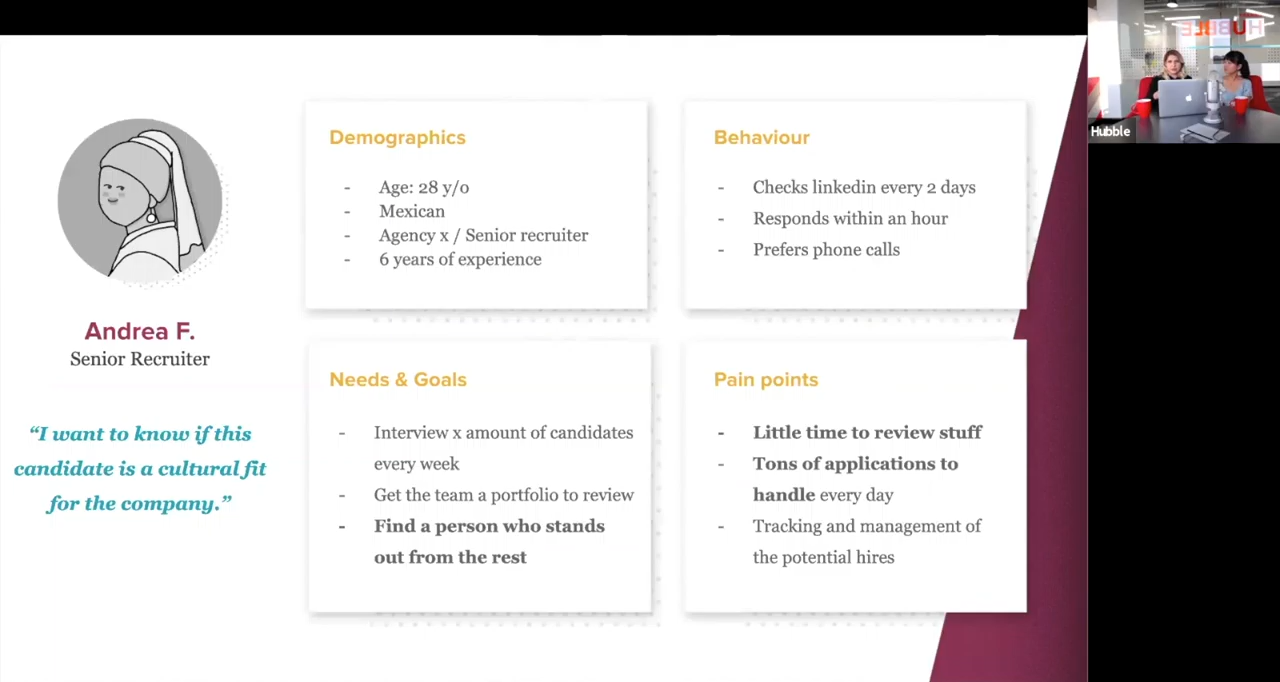 Andrea F.
Senior Recruiter
“I want to know if this
candidate is a cultural fit
for the company.”
Demographics
- Age: 28 y/o
- Mexican
- Agency x / Senior recruiter
- 6 years of experience
Behaviour
- Checks linkedin every 2 days
- Responds within an hour
- Prefers phone calls
Needs & Goals
- Interview x amount of candidates
every week
- Get the team a portfolio to review
- Find a person who stands
out from the rest
Pain points
- Little time to review stuff
- Tons of applications to
handle every day
- Tracking and management of
the potential hires
HUBBLE
Hubble